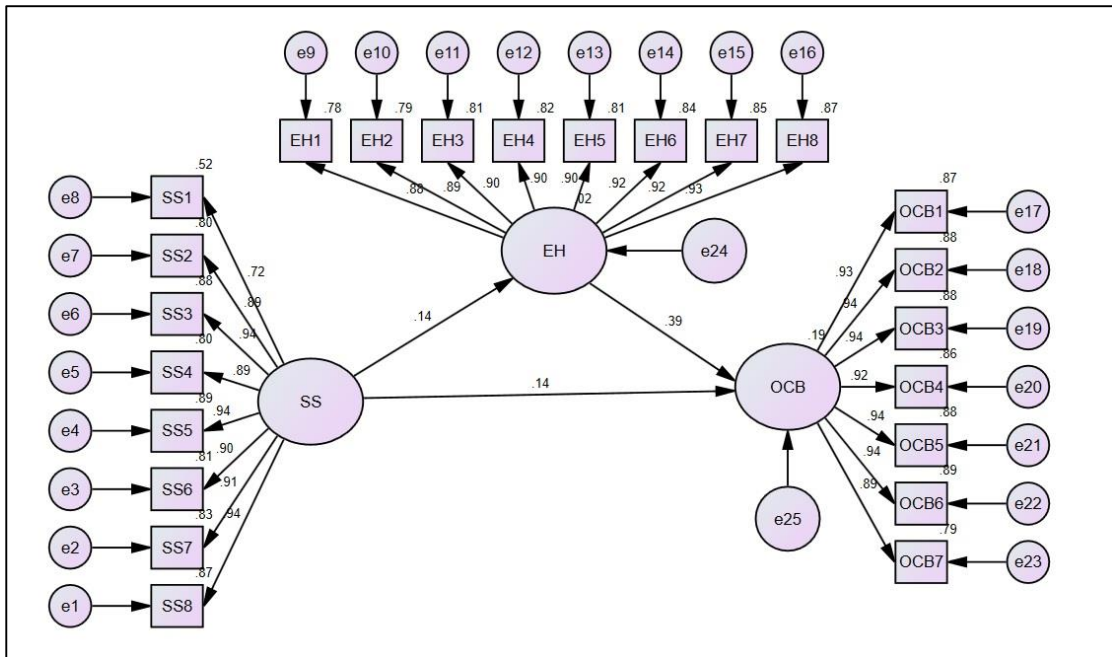 e9 e10 e11 e12 e13 e14 e15 e16
.78 .79 .81 .82 .81 .84 .85 .87
EH1 EH2 EH3 EH4 EH5 EH6 EH7 EH8
.88 .89 .90 .90 .90 .92 .92 .93
.02
EH
e24
.52
e8 SS1
.80
e7 SS2
.88
e6 SS3
.80
e5 SS4
.89
e4 SS5
.81
e3 SS6
.83
e2 SS7
.87
e1 SS8
.72
.89
.94
.89
.94
.90
.91
.94
SS
.14
.14
.39
.19
OCB
e25
.93
.94
.94
.92
.94
.94
.89
.87
OCB1 e17
.88
OCB2 e18
.88
OCB3 e19
.86
OCB4 e20
.88
OCB5 e21
.89
OCB6 e22
.79
OCB7 e23